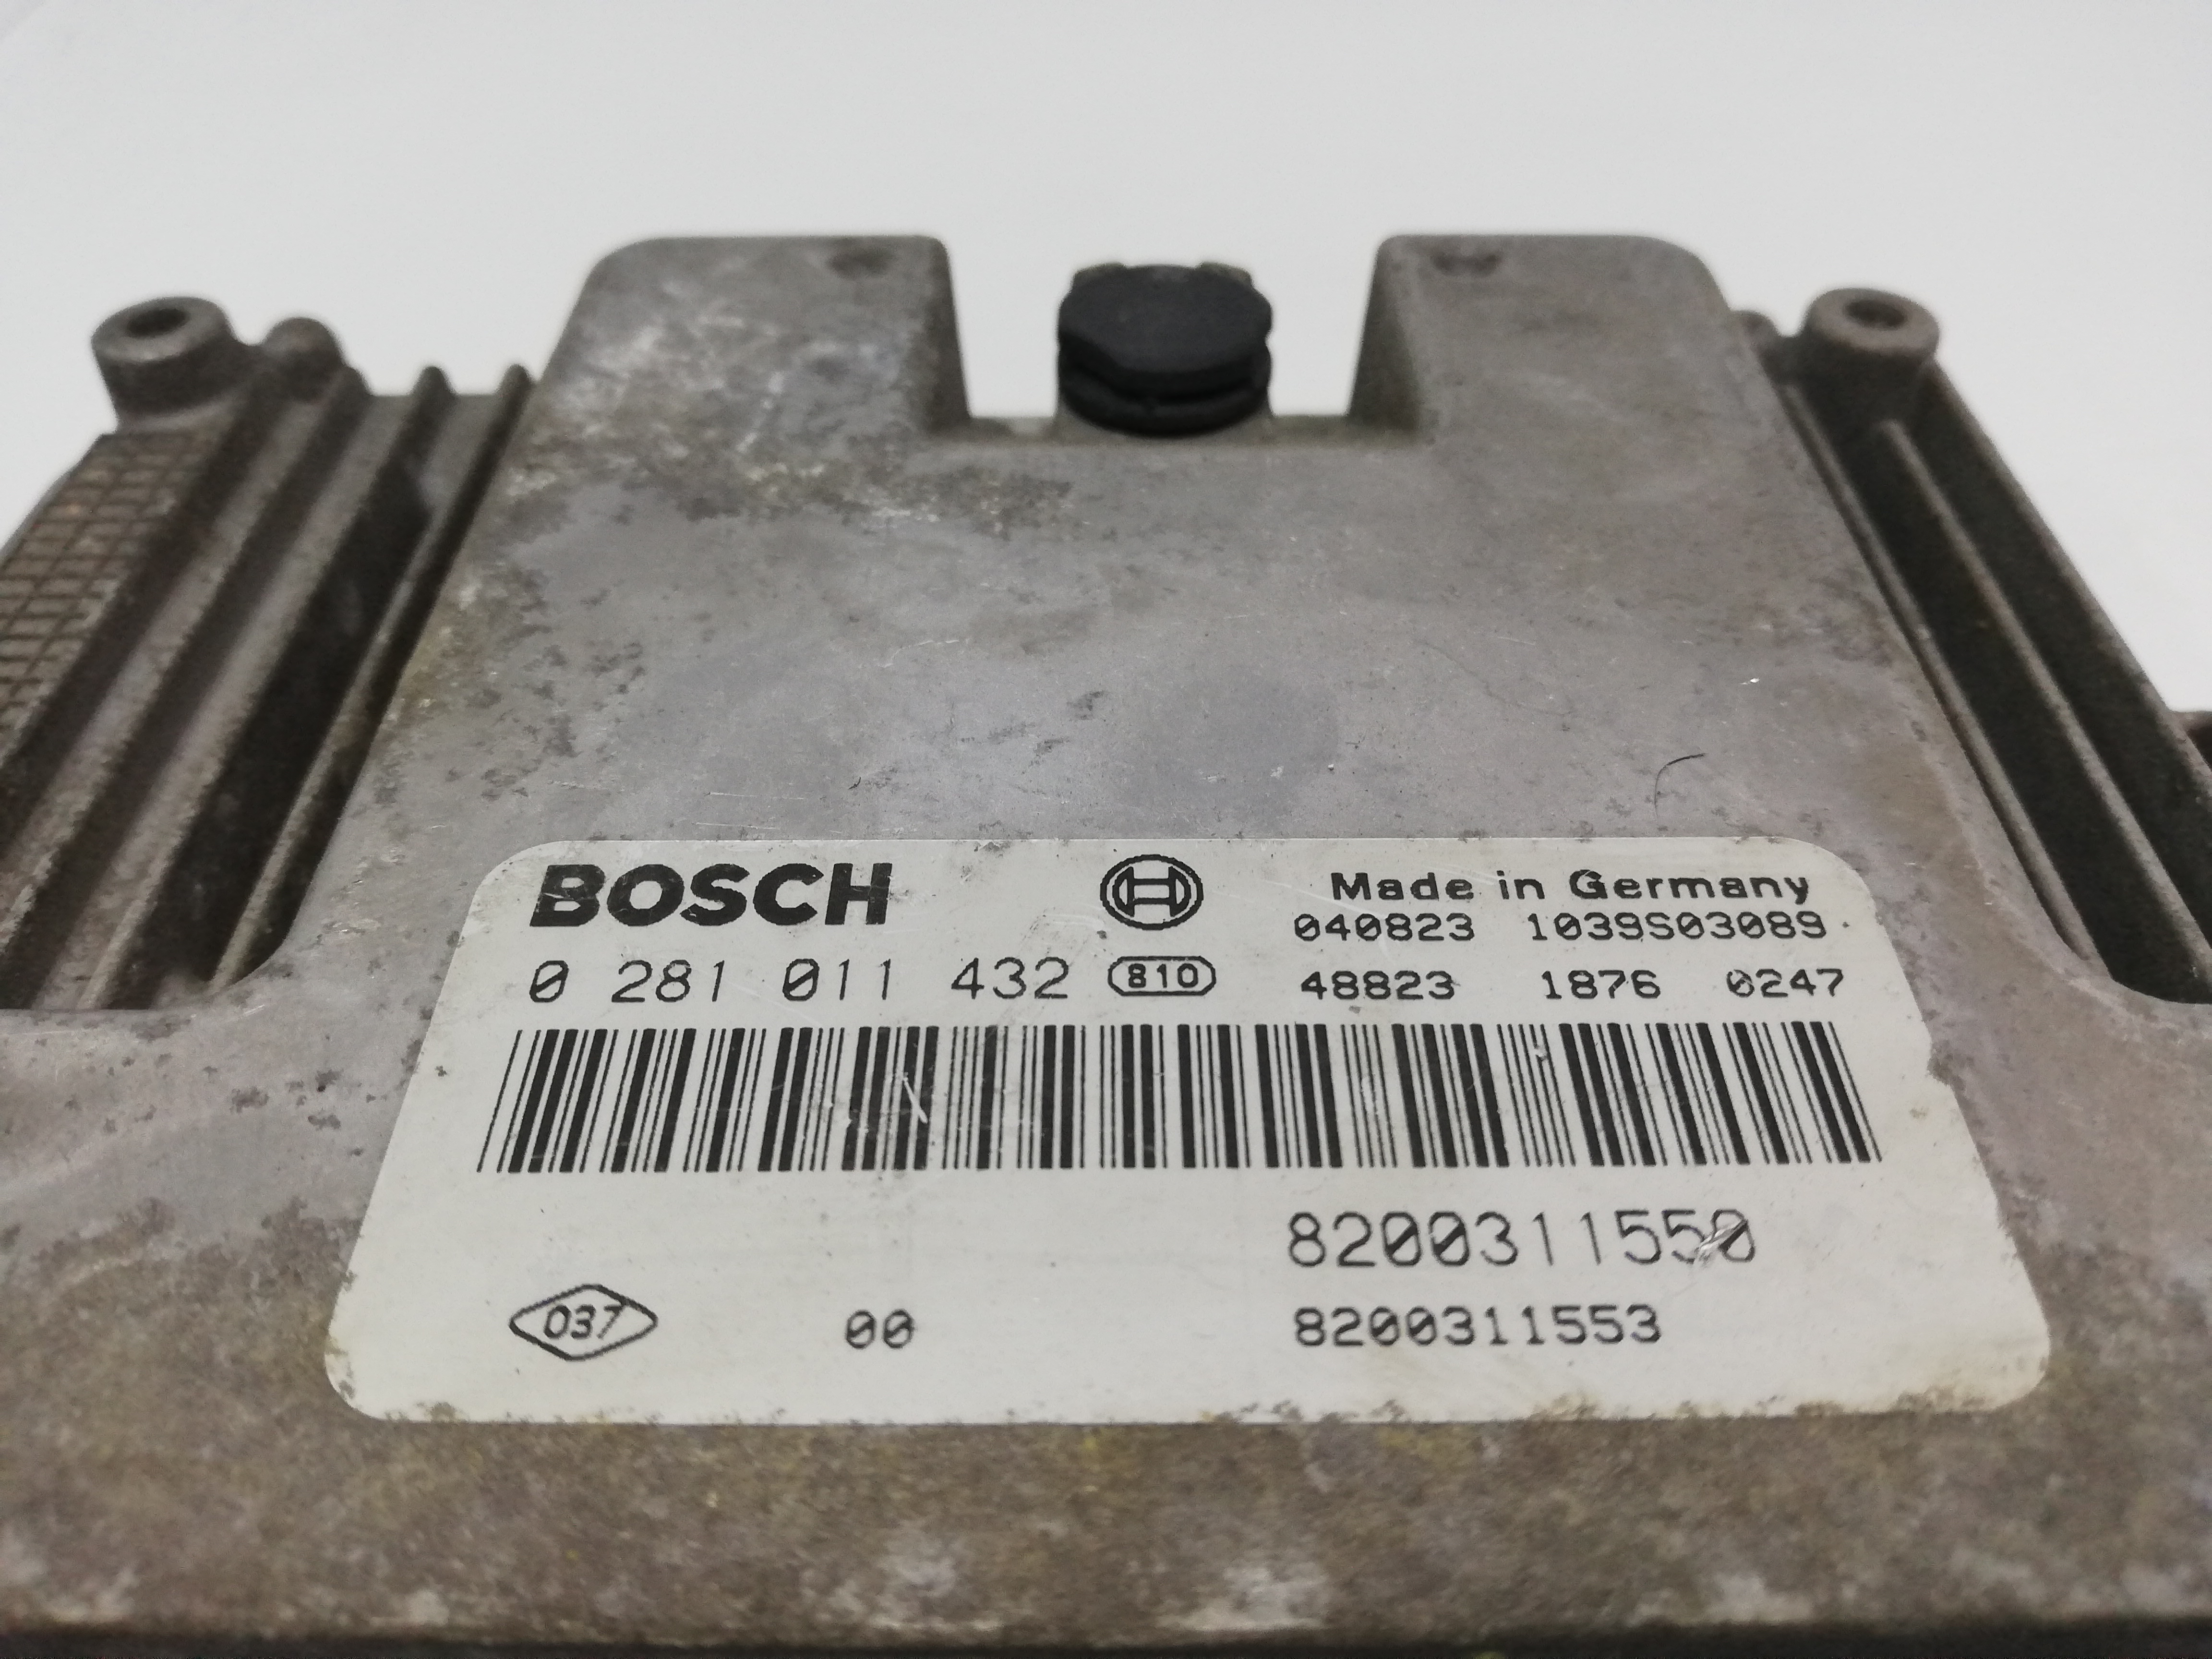 BOSCH
Made in Germany
040823 1039S03089
0 281 011 432 810
48823 1876 0247
8200311550
037 00 8200311553